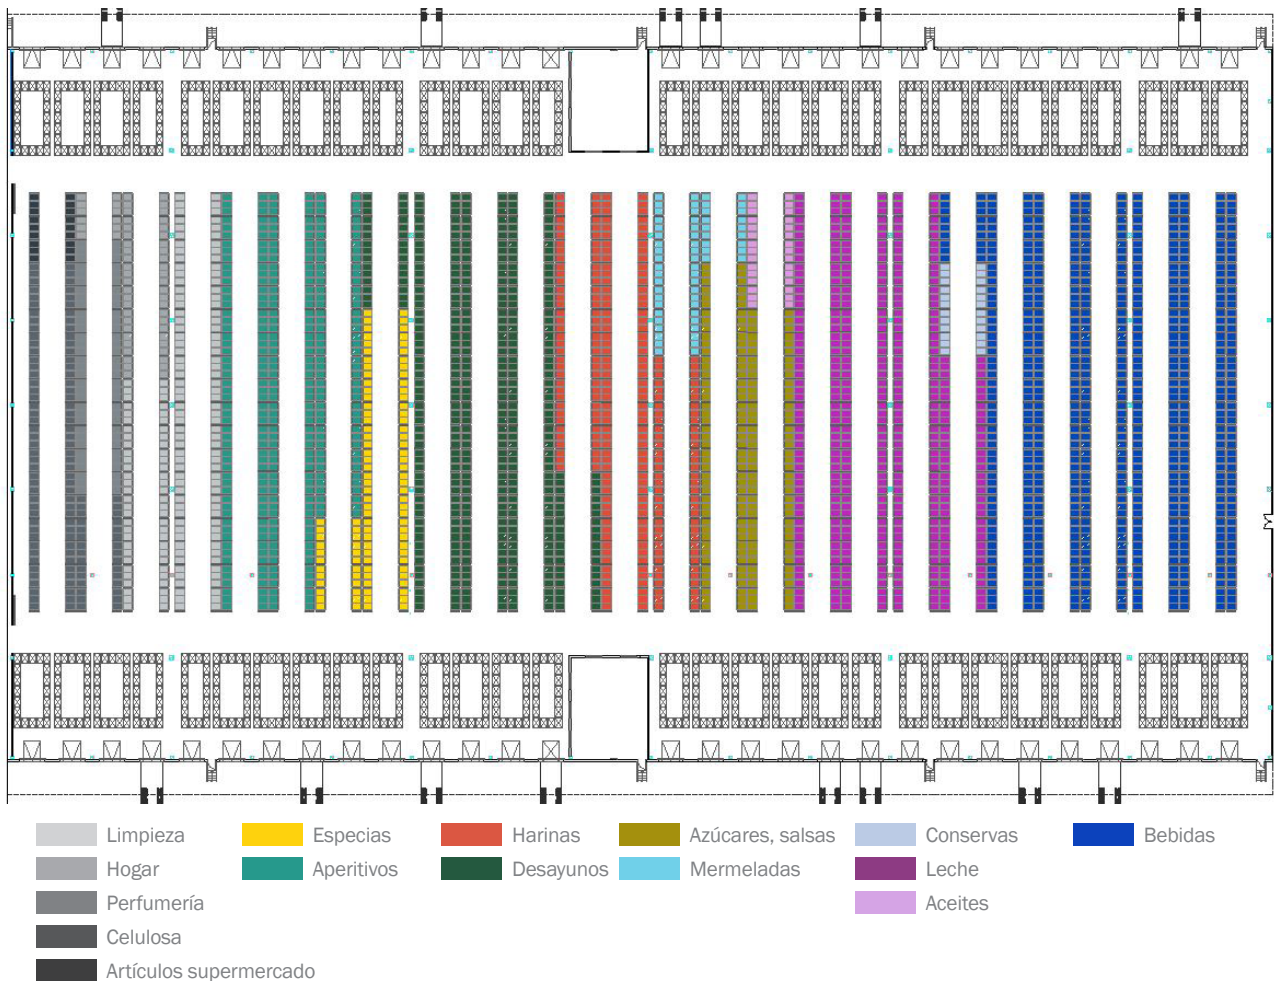 Limpieza
Especias
Harinas
Azúcares, salsas
Conservas
Bebidas
Hogar
Aperitivos
Desayunos
Mermeladas
Leche
Perfumería
Aceites
Celulosa
Artículos supermercado